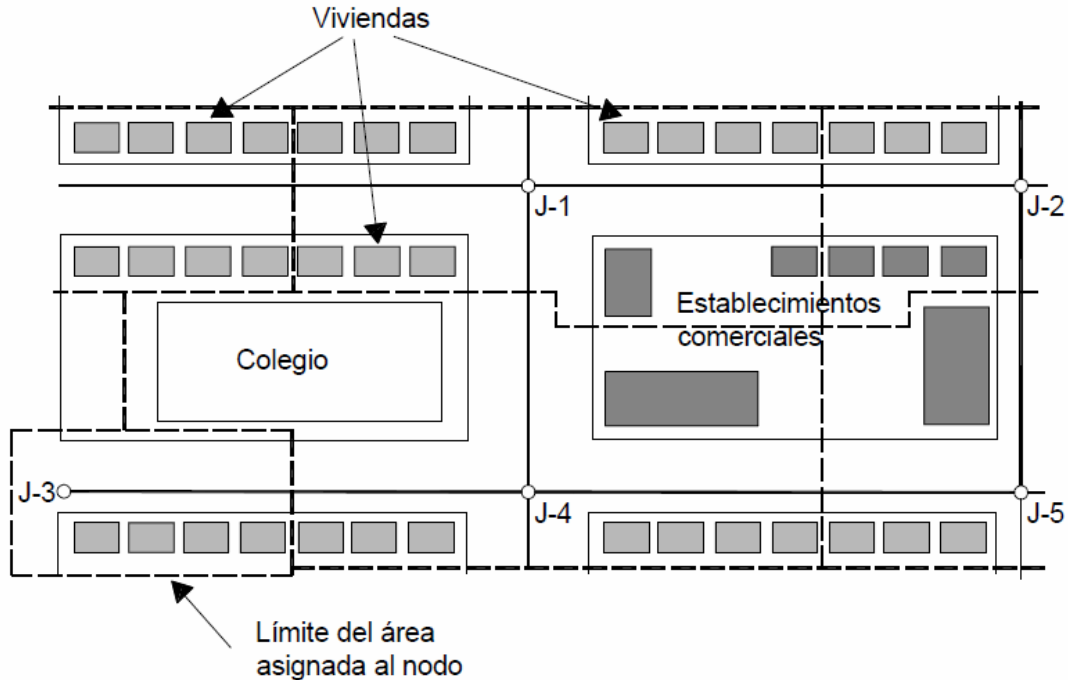 Viviendas
J-1
J-2
Establecimientos
comerciales
Colegio
J-3
J-4
J-5
Límite del área
asignada al nodo